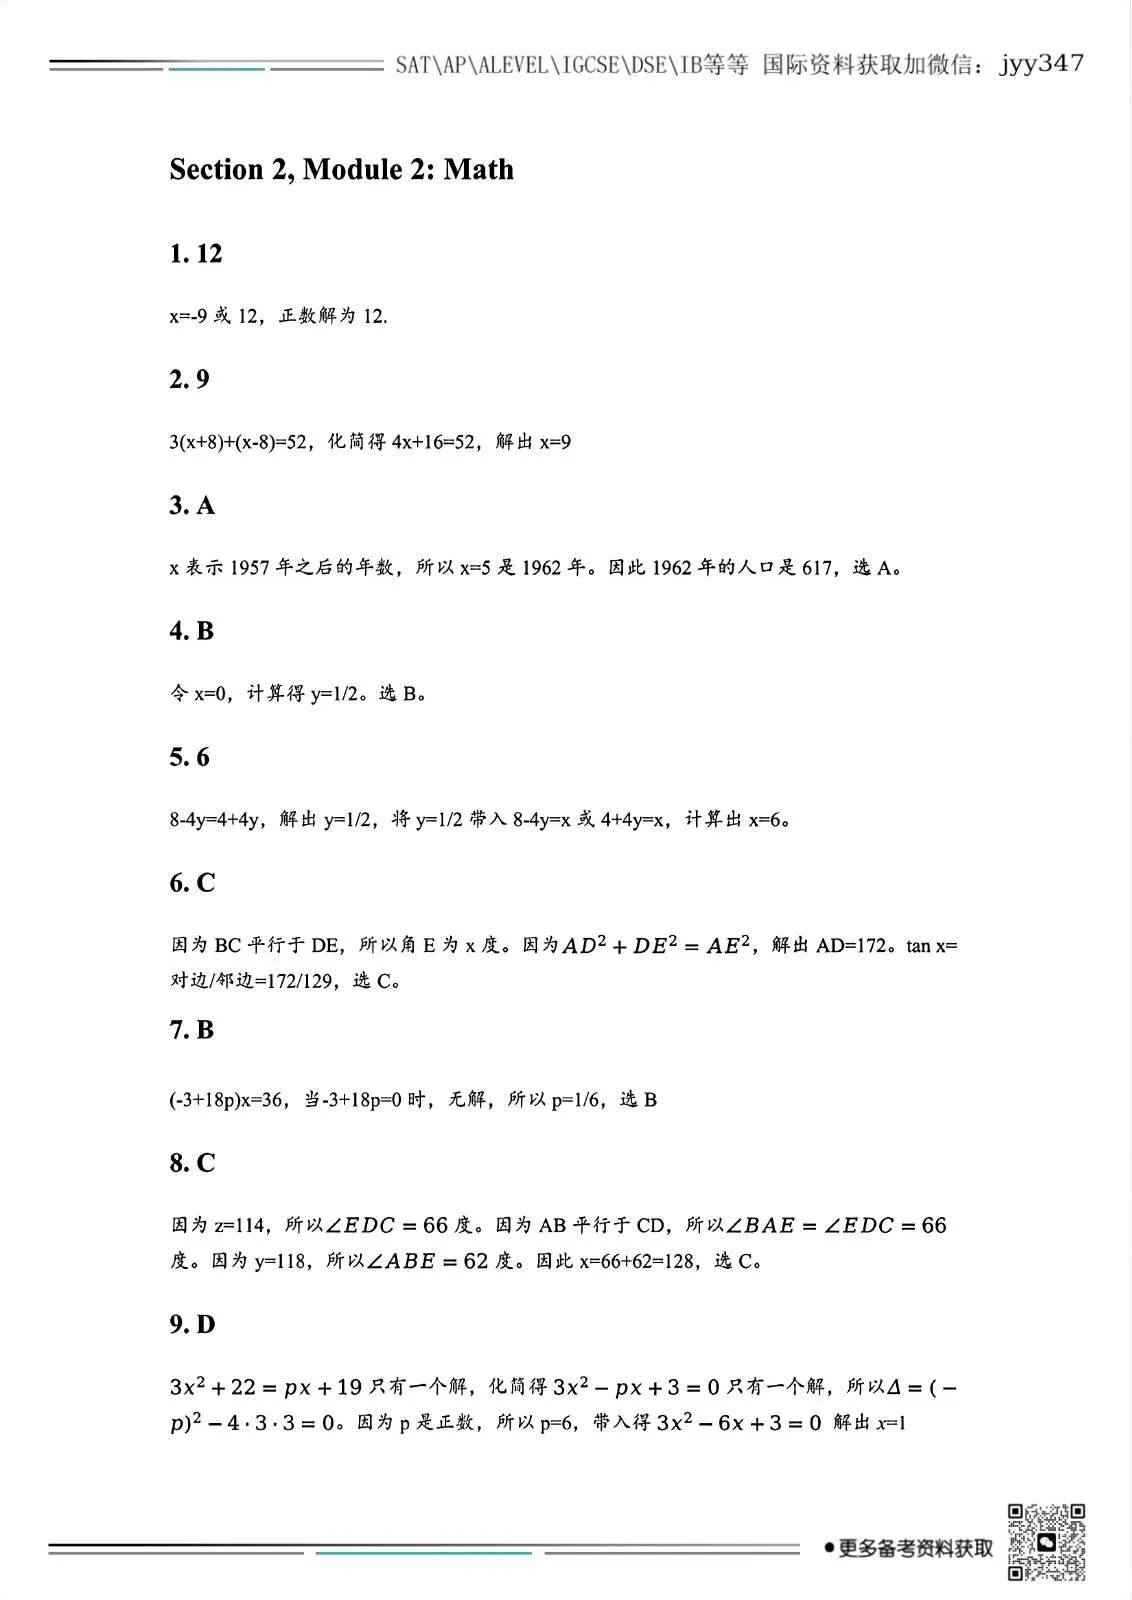 SAT\AP\ALEVEL\IGCSE\DSE\IB等等 国际资料获取加微信: jyy347
Section 2, Module 2: Math
1. 12
x=-9 或 12，正数解为 12.
2. 9
3(x+8)+(x-8)=52，化简得 4x+16=52，解出 x=9
3. A
x 表示 1957 年之后的年数，所以 x=5 是 1962 年。因此 1962 年的人口是 617，选 A。
4. B
令 x=0，计算得 y=1/2。选 B。
5. 6
8-4y=4+4y，解出 y=1/2，将 y=1/2 带入 8-4y=x 或 4+4y=x，计算出 x=6。
6. C
因为 BC 平行于 DE，所以角 E 为 x 度。因为 AD² + DE² = AE²，解出 AD=172。tan x=
对边/邻边=172/129，选 C。
7. B
(-3+18p)x=36，当-3+18p=0 时，无解，所以 p=1/6，选 B
8. C
因为 z=114，所以∠EDC = 66 度。因为 AB 平行于 CD，所以∠BAE = ∠EDC = 66
度。因为 y=118，所以∠ABE = 62 度。因此 x=66+62=128，选 C。
9. D
3x² + 22 = px + 19 只有一个解，化简得 3x² − px + 3 = 0 只有一个解，所以Δ = (−
p)² − 4 · 3 · 3 = 0。因为 p 是正数，所以 p=6，带入得 3x² − 6x + 3 = 0 解出 x=1
●更多备考资料获取